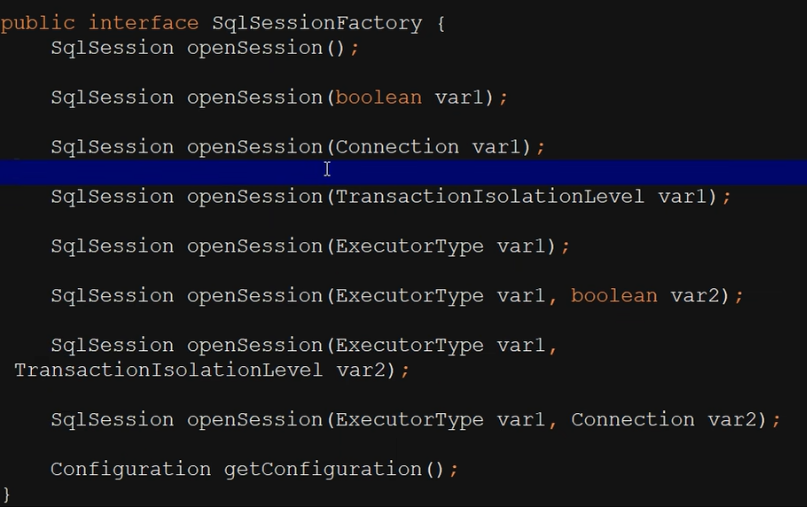 public interface SqlSessionFactory {
SqlSession openSession();
SqlSession openSession(boolean var1);
SqlSession openSession(Connection var1);
SqlSession openSession(TransactionIsolationLevel var1);
SqlSession openSession(ExecutorType var1);
SqlSession openSession(ExecutorType var1, boolean var2);
SqlSession openSession(ExecutorType var1,
TransactionIsolationLevel var2);
SqlSession openSession(ExecutorType var1, Connection var2);
Configuration getConfiguration();
}